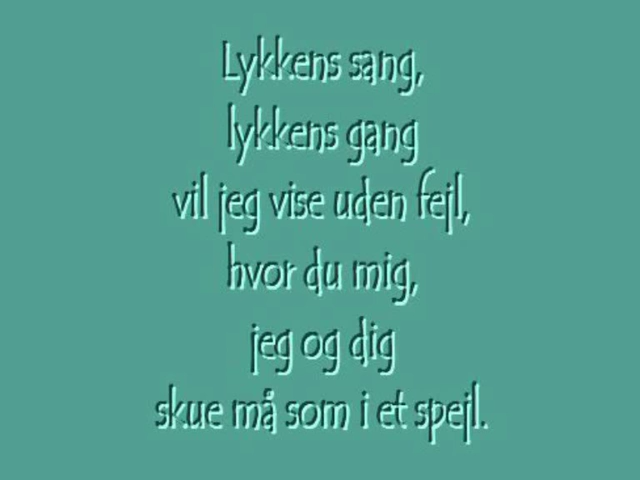 Lykkens sang,
lykkens gang
vil jeg vise uden fejl,
hvor du mig,
jeg og dig
skue må som i et spejl.